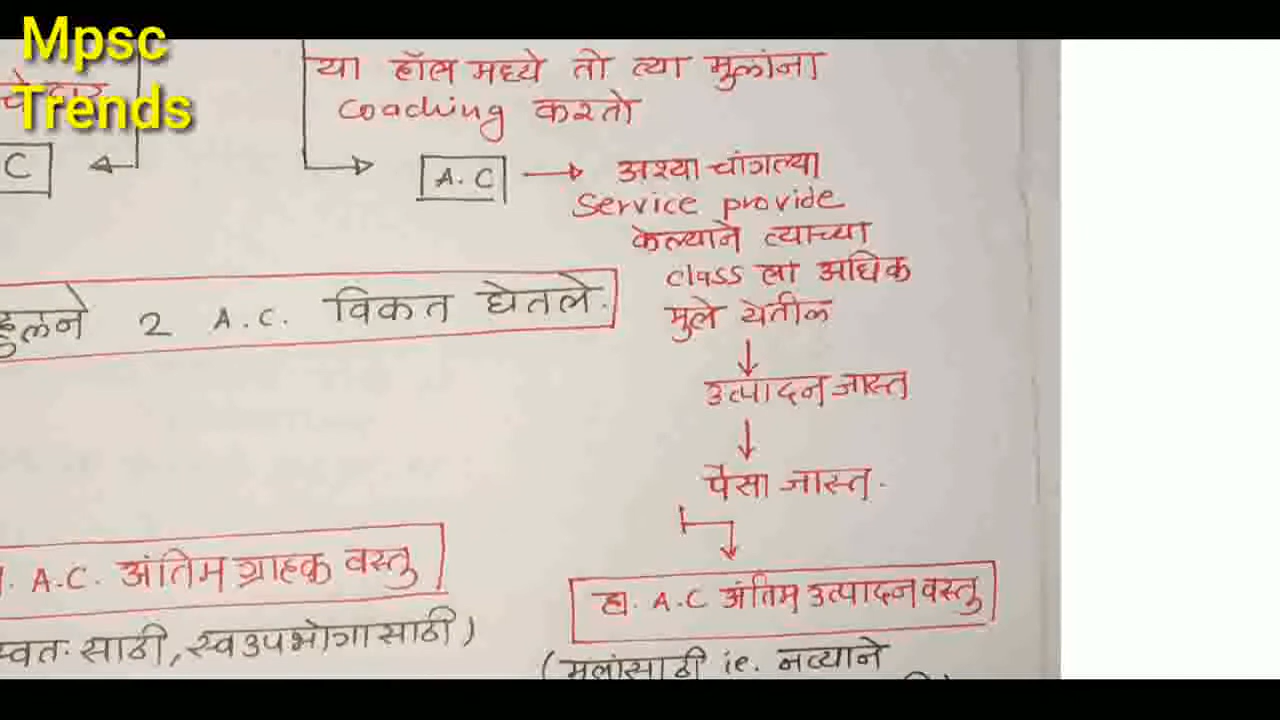 Mpsc
Trends
या हॉल मध्ये तो त्या मुलांना
coaching करतो
C
A.C
अश्या चांगल्या
Service provide
केल्याने त्याच्या
class ला अधिक
मुले येतील
2 A.C. विकत घेतले.
उत्पादन जास्त
पैसा जास्त.
A.C. अंतिम ग्राहक वस्तु
हा. A.C अंतिम उत्पादन वस्तु
स्वतः साठी, स्वउपभोगासाठी)
(मुलांसाठी ie. नव्याने